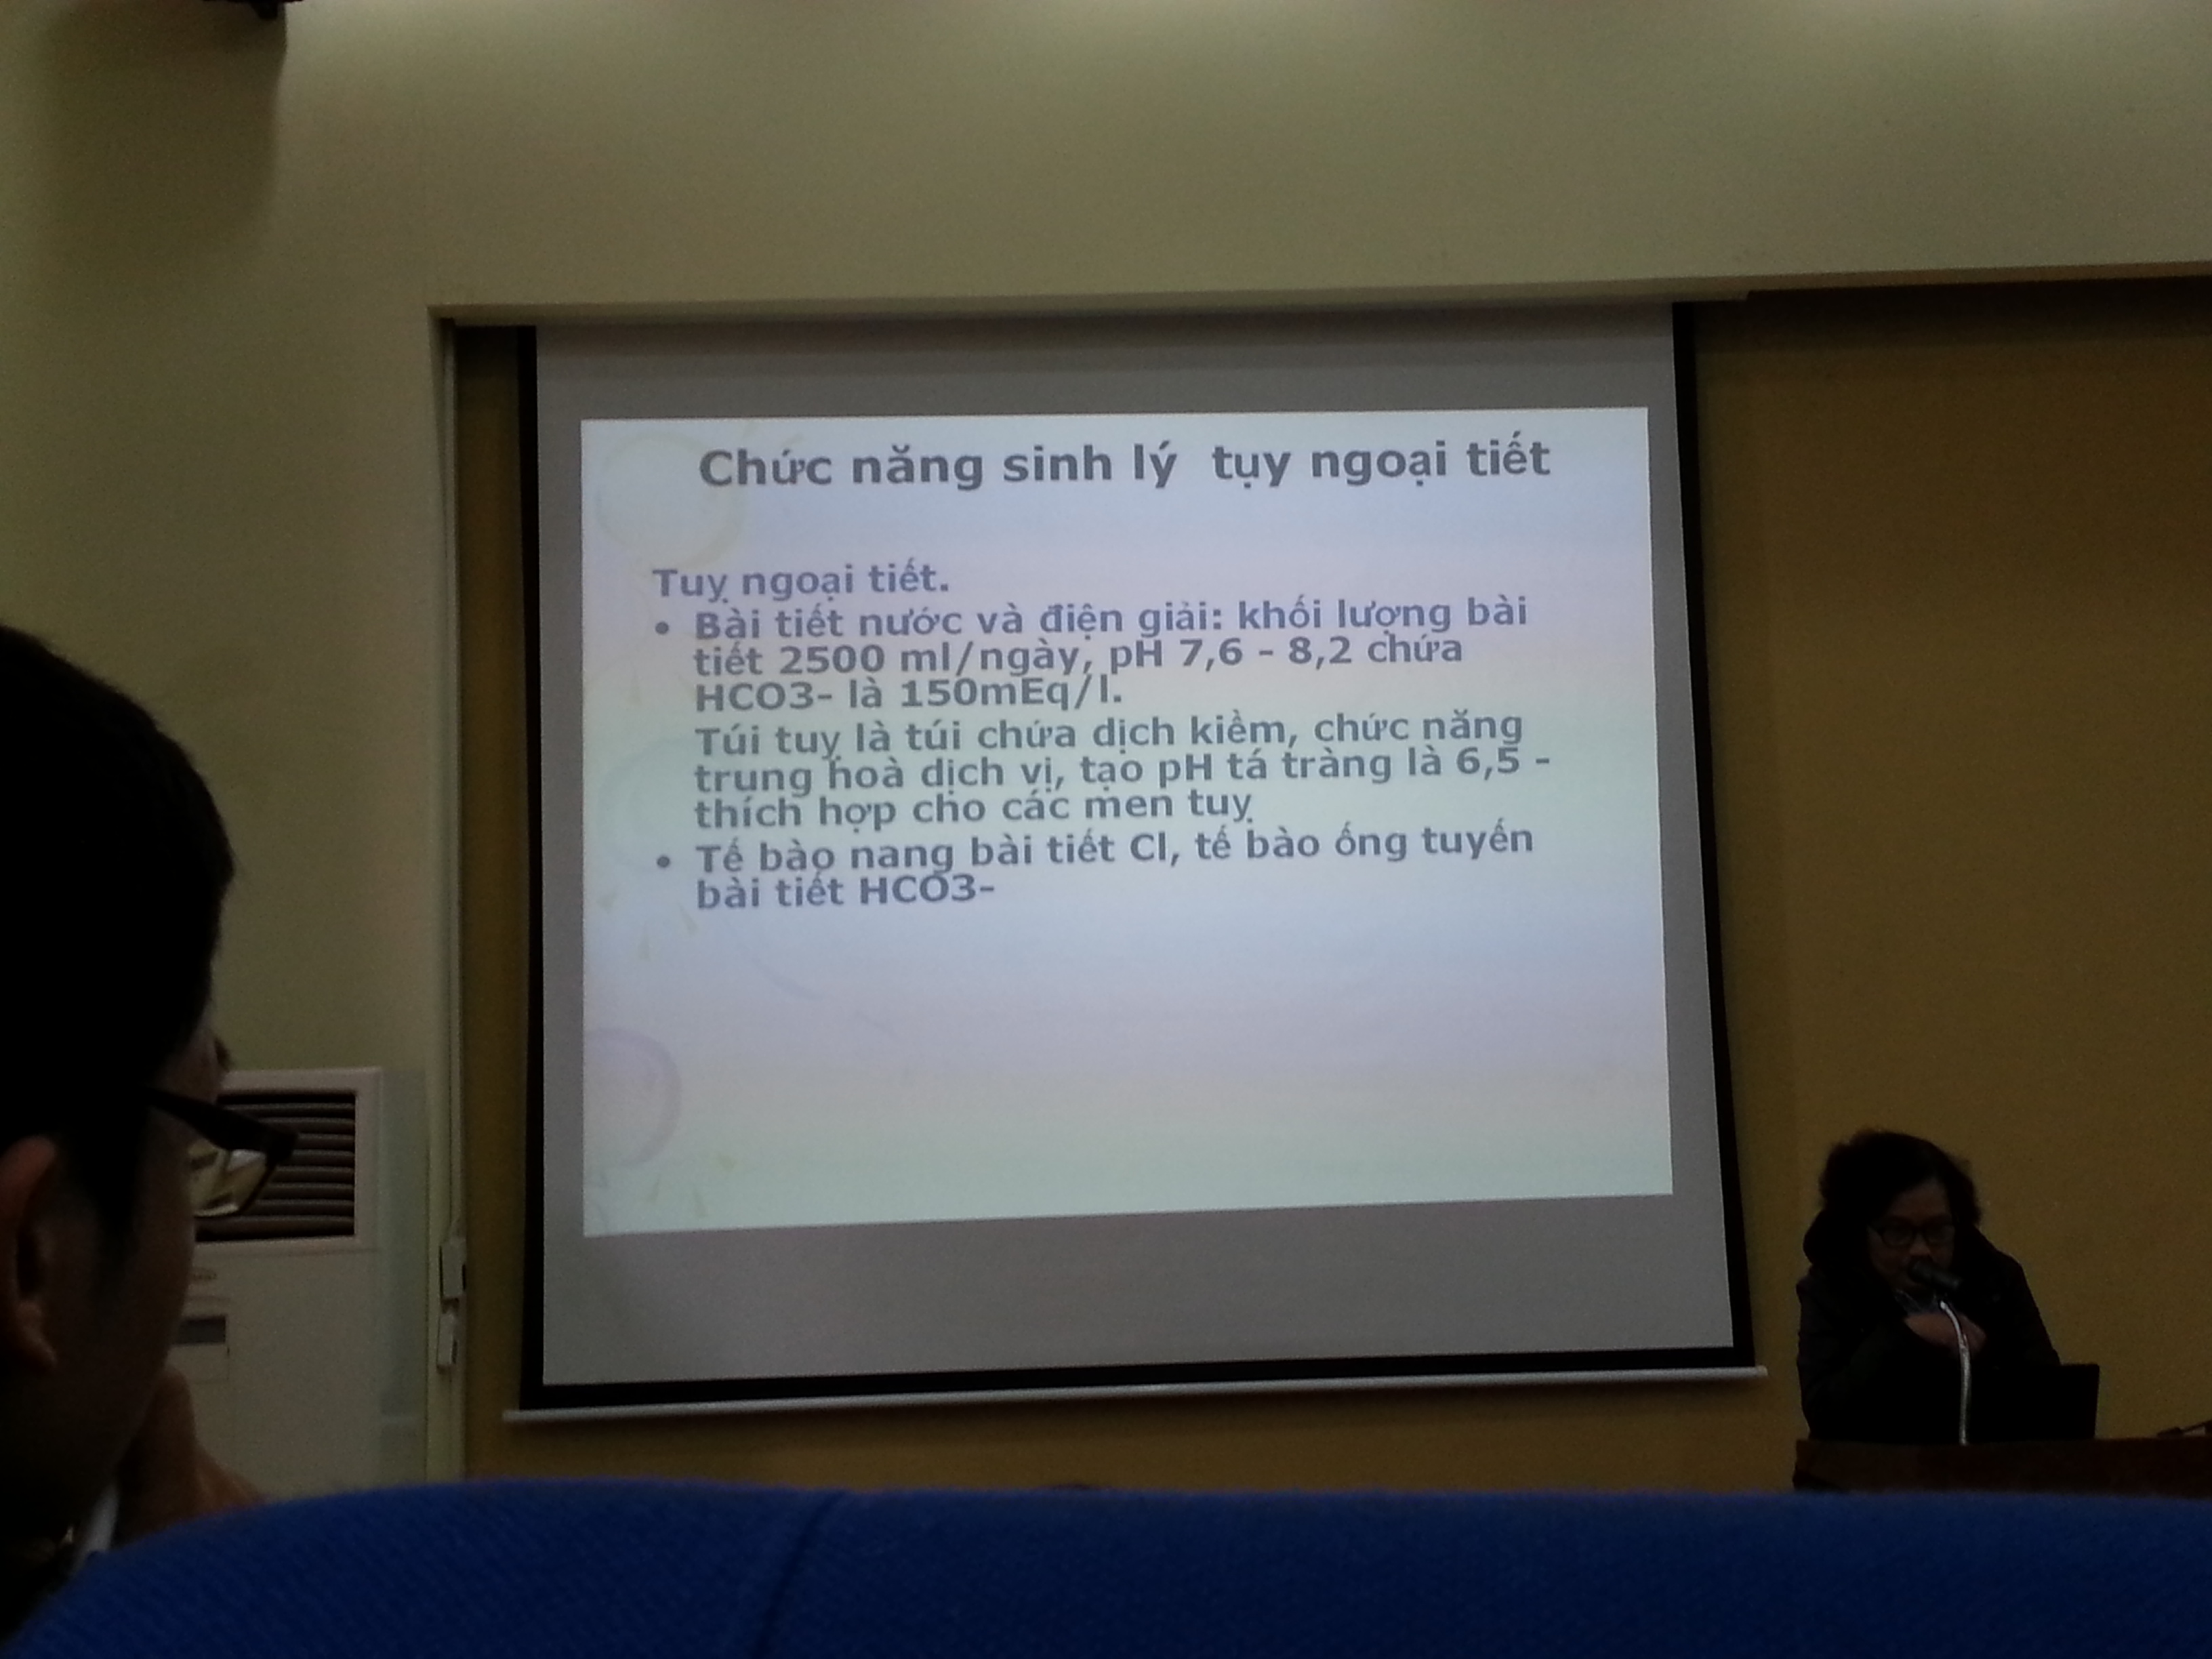 Chức năng sinh lý tụy ngoại tiết
Tuỵ ngoại tiết.
• Bài tiết nước và điện giải: khối lượng bài
tiết 2500 ml/ngày, pH 7,6 - 8,2 chứa
HCO3- là 150mEq/l.
Túi tuỵ là túi chứa dịch kiềm, chức năng
trung hoà dịch vị, tạo pH tá tràng là 6,5 -
thích hợp cho các men tuỵ
• Tế bào nang bài tiết Cl, tế bào ống tuyến
bài tiết HCO3-